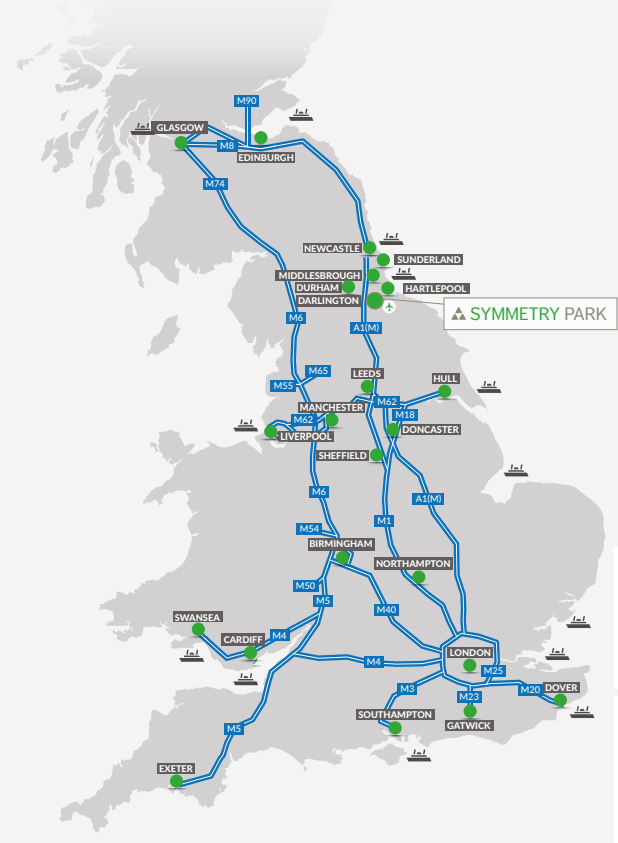 M90
GLASGOW
M8
EDINBURGH
M74
NEWCASTLE
SUNDERLAND
MIDDLESBROUGH
DURHAM
HARTLEPOOL
DARLINGTON
SYMMETRY PARK
M6
A1(M)
M65
LEEDS
M55
HULL
MANCHESTER
M62
M18
M62
DONCASTER
LIVERPOOL
SHEFFIELD
M6
A1(M)
M1
M54
BIRMINGHAM
NORTHAMPTON
M50
M5
M40
SWANSEA
M4
CARDIFF
LONDON
M4
M25
M3
M20
DOVER
M23
SOUTHAMPTON
GATWICK
M5
EXETER